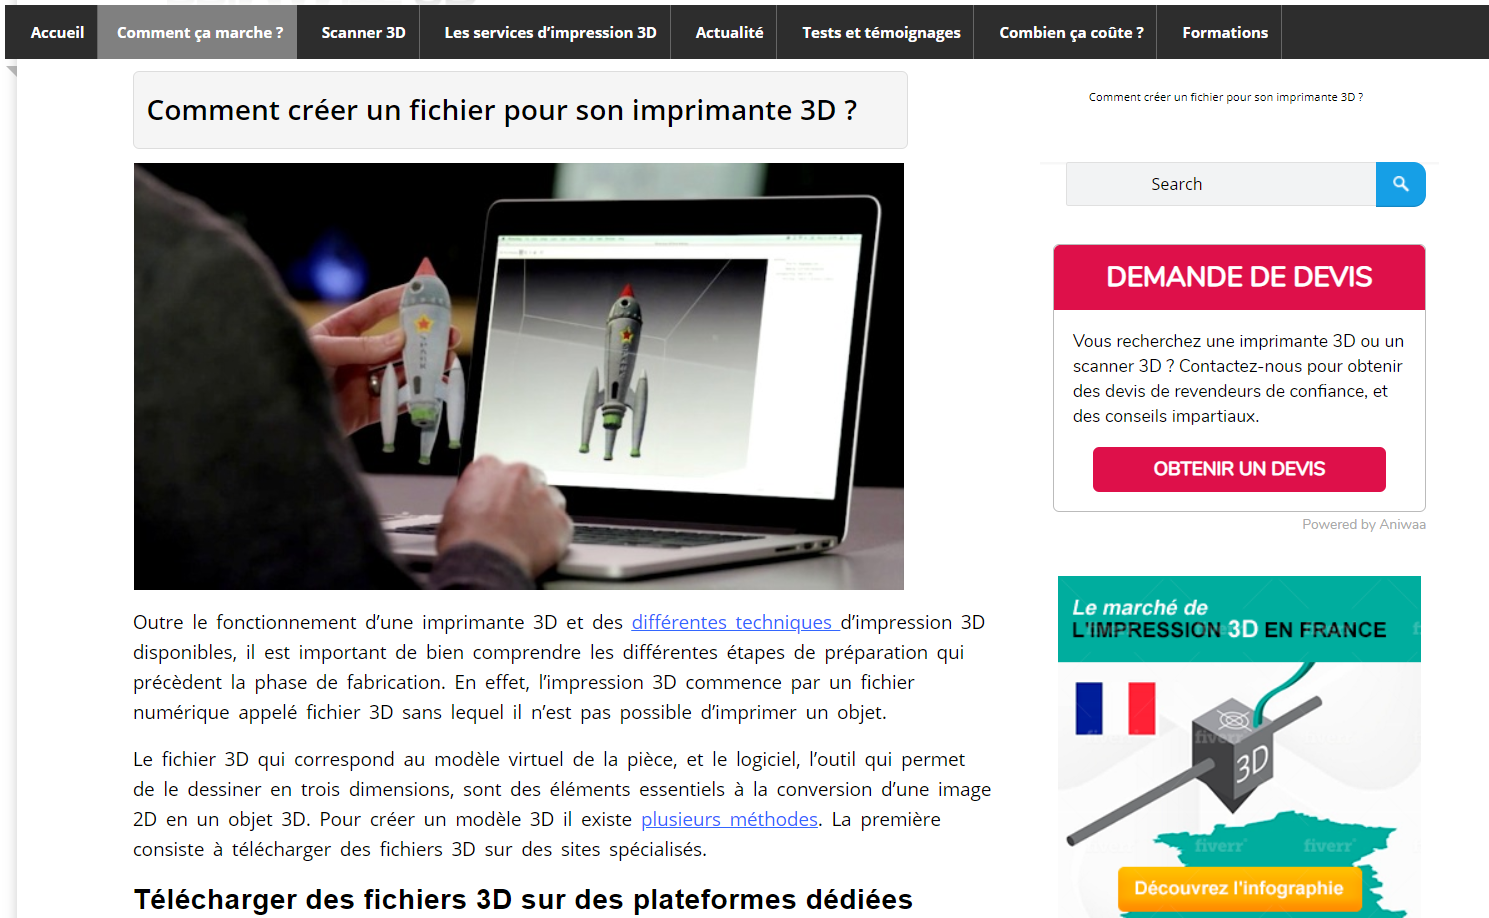 Accueil
Comment ça marche ?
Scanner 3D
Les services d’impression 3D
Actualité
Tests et témoignages
Combien ça coûte ?
Formations
Comment créer un fichier pour son imprimante 3D ?
Outre le fonctionnement d’une imprimante 3D et des différentes techniques d’impression 3D
disponibles, il est important de bien comprendre les différentes étapes de préparation qui
précèdent la phase de fabrication. En effet, l’impression 3D commence par un fichier
numérique appelé fichier 3D sans lequel il n’est pas possible d’imprimer un objet.
Le fichier 3D qui correspond au modèle virtuel de la pièce, et le logiciel, l’outil qui permet
de le dessiner en trois dimensions, sont des éléments essentiels à la conversion d’une image
2D en un objet 3D. Pour créer un modèle 3D il existe plusieurs méthodes. La première
consiste à télécharger des fichiers 3D sur des sites spécialisés.
Télécharger des fichiers 3D sur des plateformes dédiées
Comment créer un fichier pour son imprimante 3D ?
Search
DEMANDE DE DEVIS
Vous recherchez une imprimante 3D ou un
scanner 3D ? Contactez-nous pour obtenir
des devis de revendeurs de confiance, et
des conseils impartiaux.
OBTENIR UN DEVIS
Powered by Aniwaa
Le marché de
L'IMPRESSION 3D EN FRANCE
fiverr
3D
fiverr
fiverr
Découvrez l'infographie